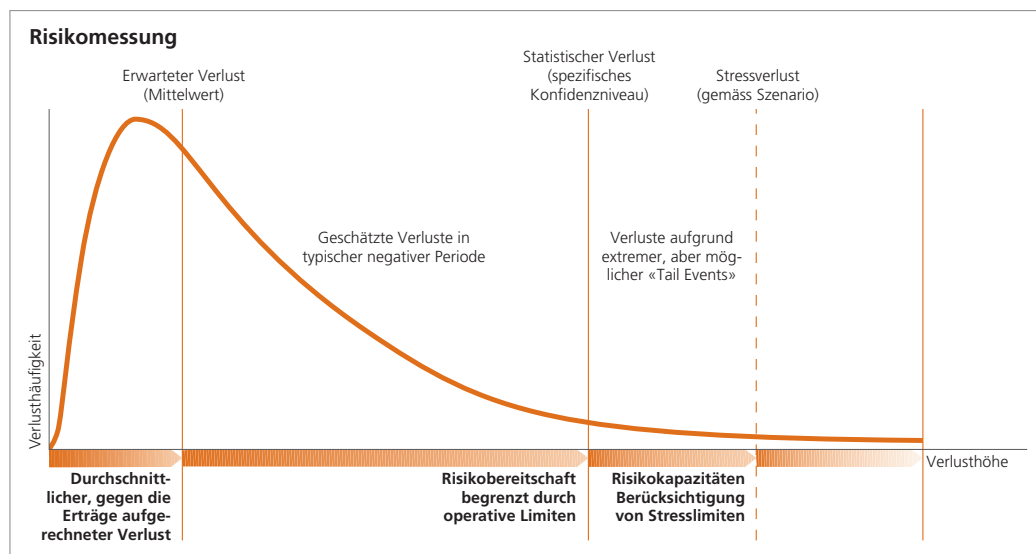 Risikomessung
Erwarteter Verlust
(Mittelwert)
Statistischer Verlust
(spezifisches
Konfidenzniveau)
Stressverlust
(gemäss Szenario)
Geschätzte Verluste in
typischer negativer Periode
Verluste aufgrund
extremer, aber mög-
licher «Tail Events»
Verlusthäufigkeit
Verlusthöhe
Durchschnitt-
licher, gegen die
Erträge aufge-
rechneter Verlust
Risikobereitschaft
begrenzt durch
operative Limiten
Risikokapazitäten
Berücksichtigung
von Stresslimiten